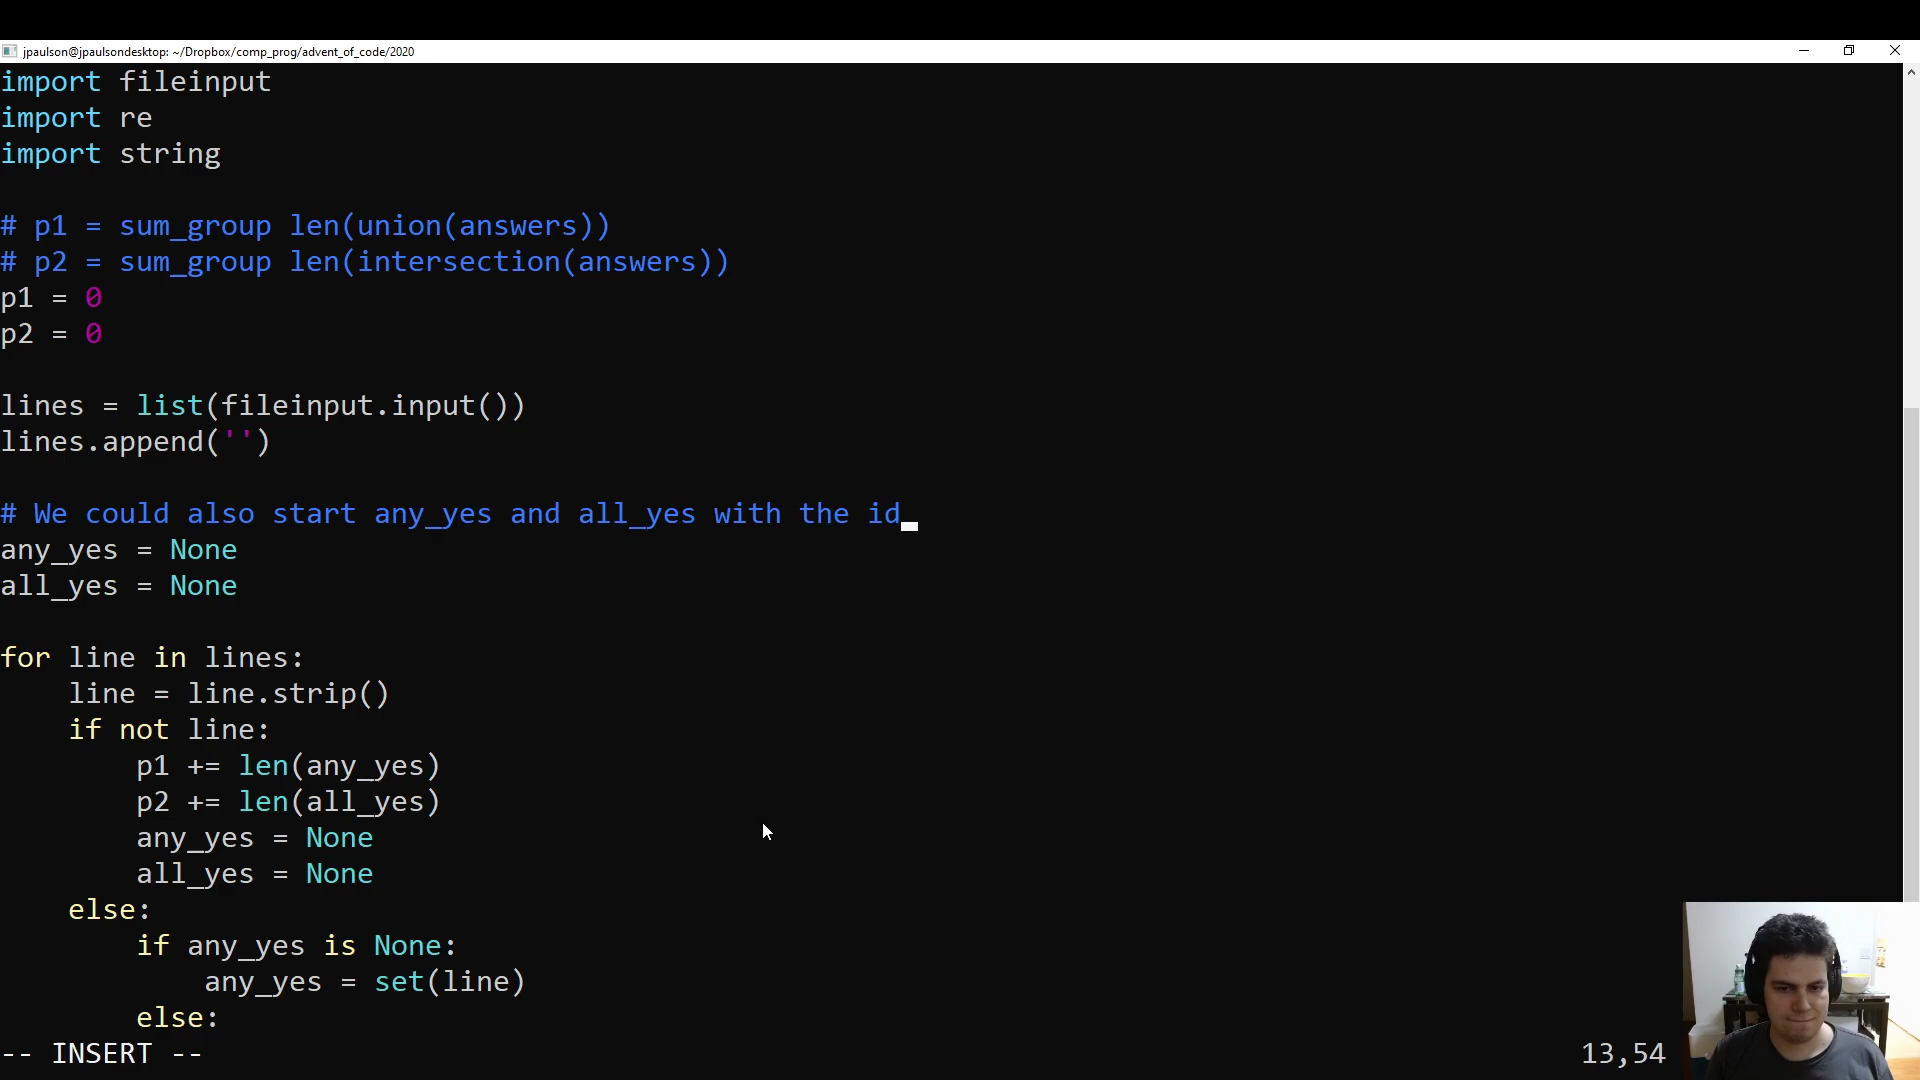 jpaulson@jpaulsondesktop: ~/Dropbox/comp_prog/advent_of_code/2020
import fileinput
import re
import string

# p1 = sum_group len(union(answers))
# p2 = sum_group len(intersection(answers))
p1 = 0
p2 = 0

lines = list(fileinput.input())
lines.append('')

# We could also start any_yes and all_yes with the id
any_yes = None
all_yes = None

for line in lines:
    line = line.strip()
    if not line:
        p1 += len(any_yes)
        p2 += len(all_yes)
        any_yes = None
        all_yes = None
    else:
        if any_yes is None:
            any_yes = set(line)
        else:
-- INSERT -- 13,54